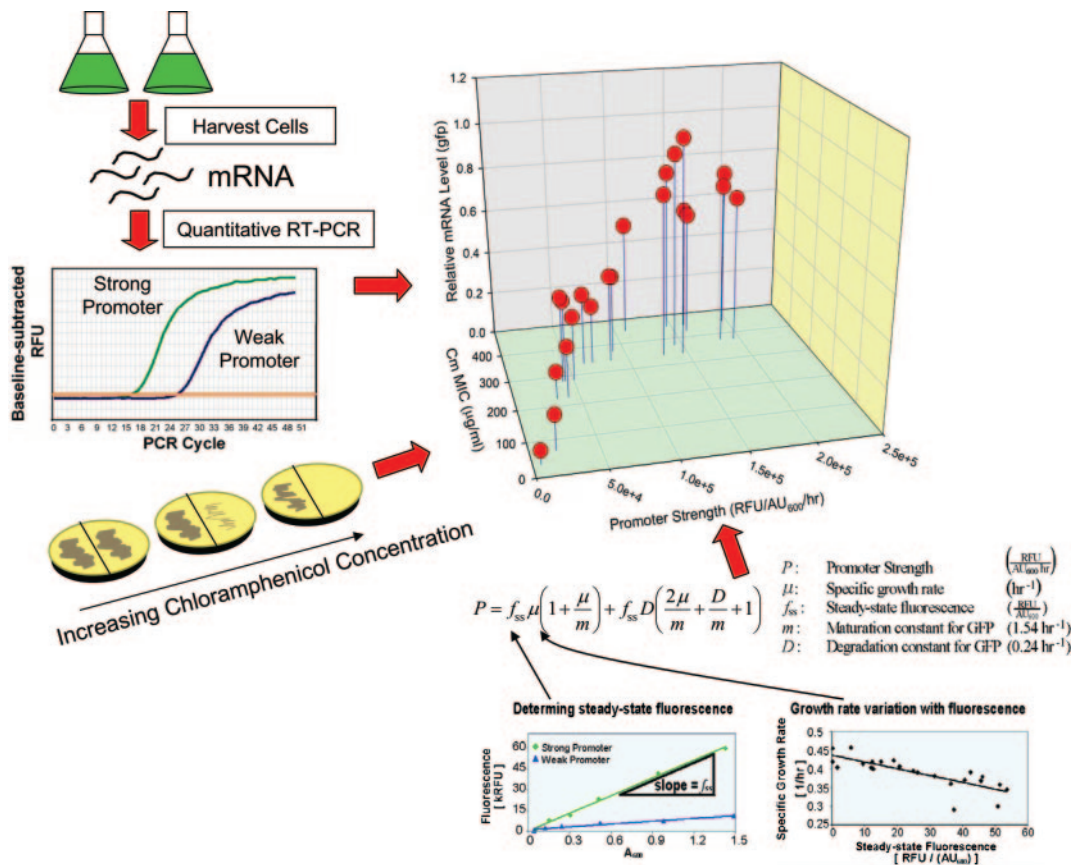 Harvest Cells
mRNA
Quantitative RT-PCR
Baseline-subtracted
RFU
Strong
Promoter
Weak
Promoter
0 3 6 9 12 15 18 21 24 27 30 33 36 39 42 45 48 51
PCR Cycle
Increasing Chloramphenicol Concentration
Relative mRNA Level (gfp)
1.2
1.0
0.8
0.6
0.4
0.2
0.0
Cm MIC (µg/ml)
400
300
200
100
0
0.0
5.0e+4
1.0e+5
1.5e+5
2.0e+5
2.5e+5
Promoter Strength (RFU/AU600/hr)
P = fss μ(1 + μ/m) + fss D(2μ/m + D/m + 1)
P : Promoter Strength (RFU/AU600 hr)
μ : Specific growth rate (hr-1)
fss : Steady-state fluorescence (RFU/AU600)
m : Maturation constant for GFP (1.54 hr-1)
D : Degradation constant for GFP (0.24 hr-1)
Determing steady-state fluorescence
Fluorescence
[ kRFU ]
60
45
30
15
0
Strong Promoter
Weak Promoter
slope = fss
0 0.3 0.6 0.9 1.2 1.5
A600
Growth rate variation with fluorescence
Specific Growth Rate
[ 1/hr ]
0.5
0.45
0.4
0.35
0.3
0.25
0 10 20 30 40 50 60
Steady-state Fluorescence
[ RFU / (AU600) ]